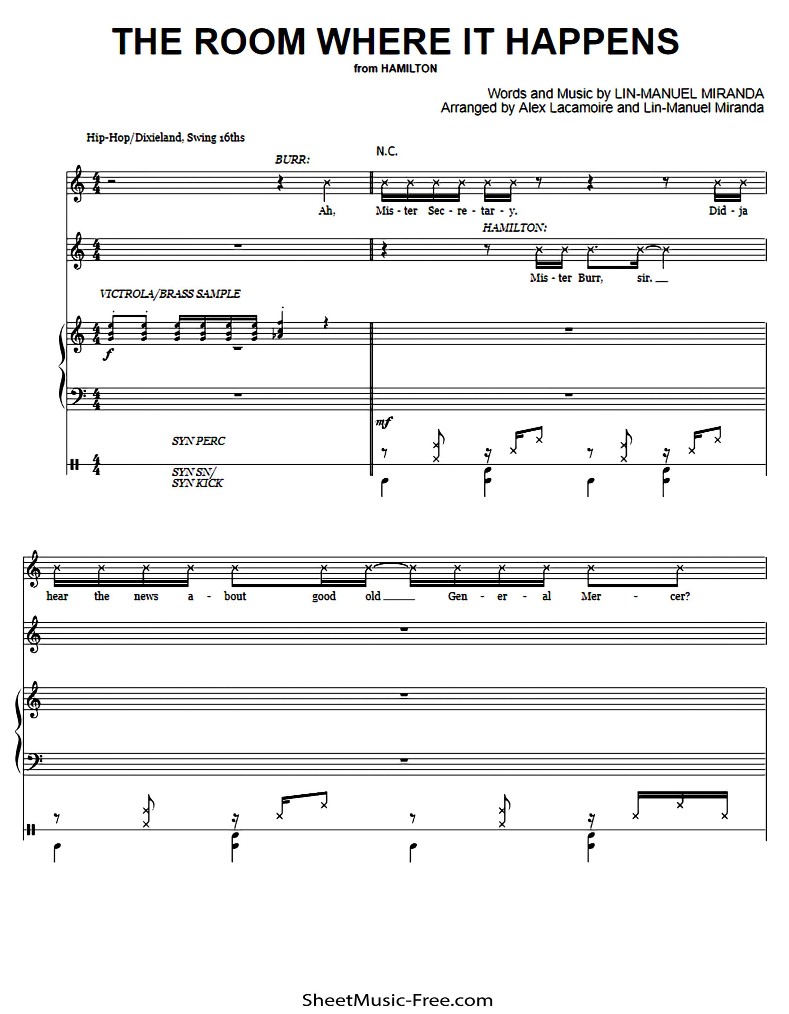 THE ROOM WHERE IT HAPPENS
from HAMILTON
Words and Music by LIN-MANUEL MIRANDA
Arranged by Alex Lacamoire and Lin-Manuel Miranda
Hip-Hop/Dixieland, Swing 16ths
BURR:
N.C.
Ah, Mis - ter Sec - re - tar - y. Did - ja
HAMILTON:
Mis - ter Burr, sir.
VICTROLA/BRASS SAMPLE
f
mf
SYN PERC
SYN SN/
SYN KICK
hear the news a - bout good old Gen - er - al Mer - cer?
SheetMusic-Free.com